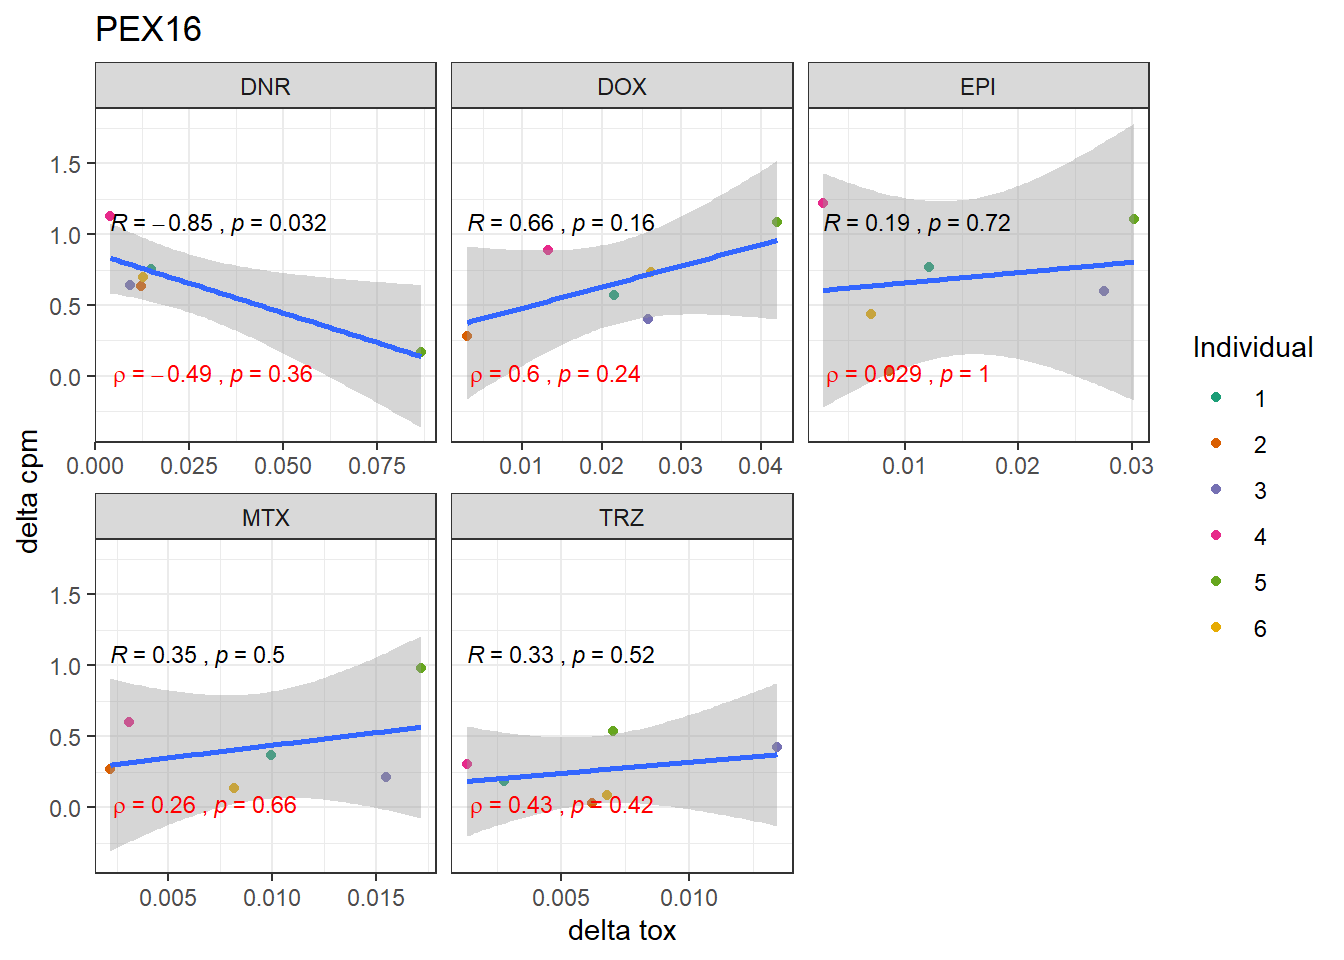 PEX16
DNR
DOX
EPI
R = −0.85 , p = 0.032
R = 0.66 , p = 0.16
R = 0.19 , p = 0.72
ρ = −0.49 , p = 0.36
ρ = 0.6 , p = 0.24
ρ = 0.029 , p = 1
1.5
1.0
0.5
0.0
0.000 0.025 0.050 0.075
0.01 0.02 0.03 0.04
0.01 0.02 0.03
MTX
TRZ
R = 0.35 , p = 0.5
R = 0.33 , p = 0.52
ρ = 0.26 , p = 0.66
ρ = 0.43 , p = 0.42
1.5
1.0
0.5
0.0
0.005 0.010 0.015
0.005 0.010
delta cpm
delta tox
Individual
1
2
3
4
5
6